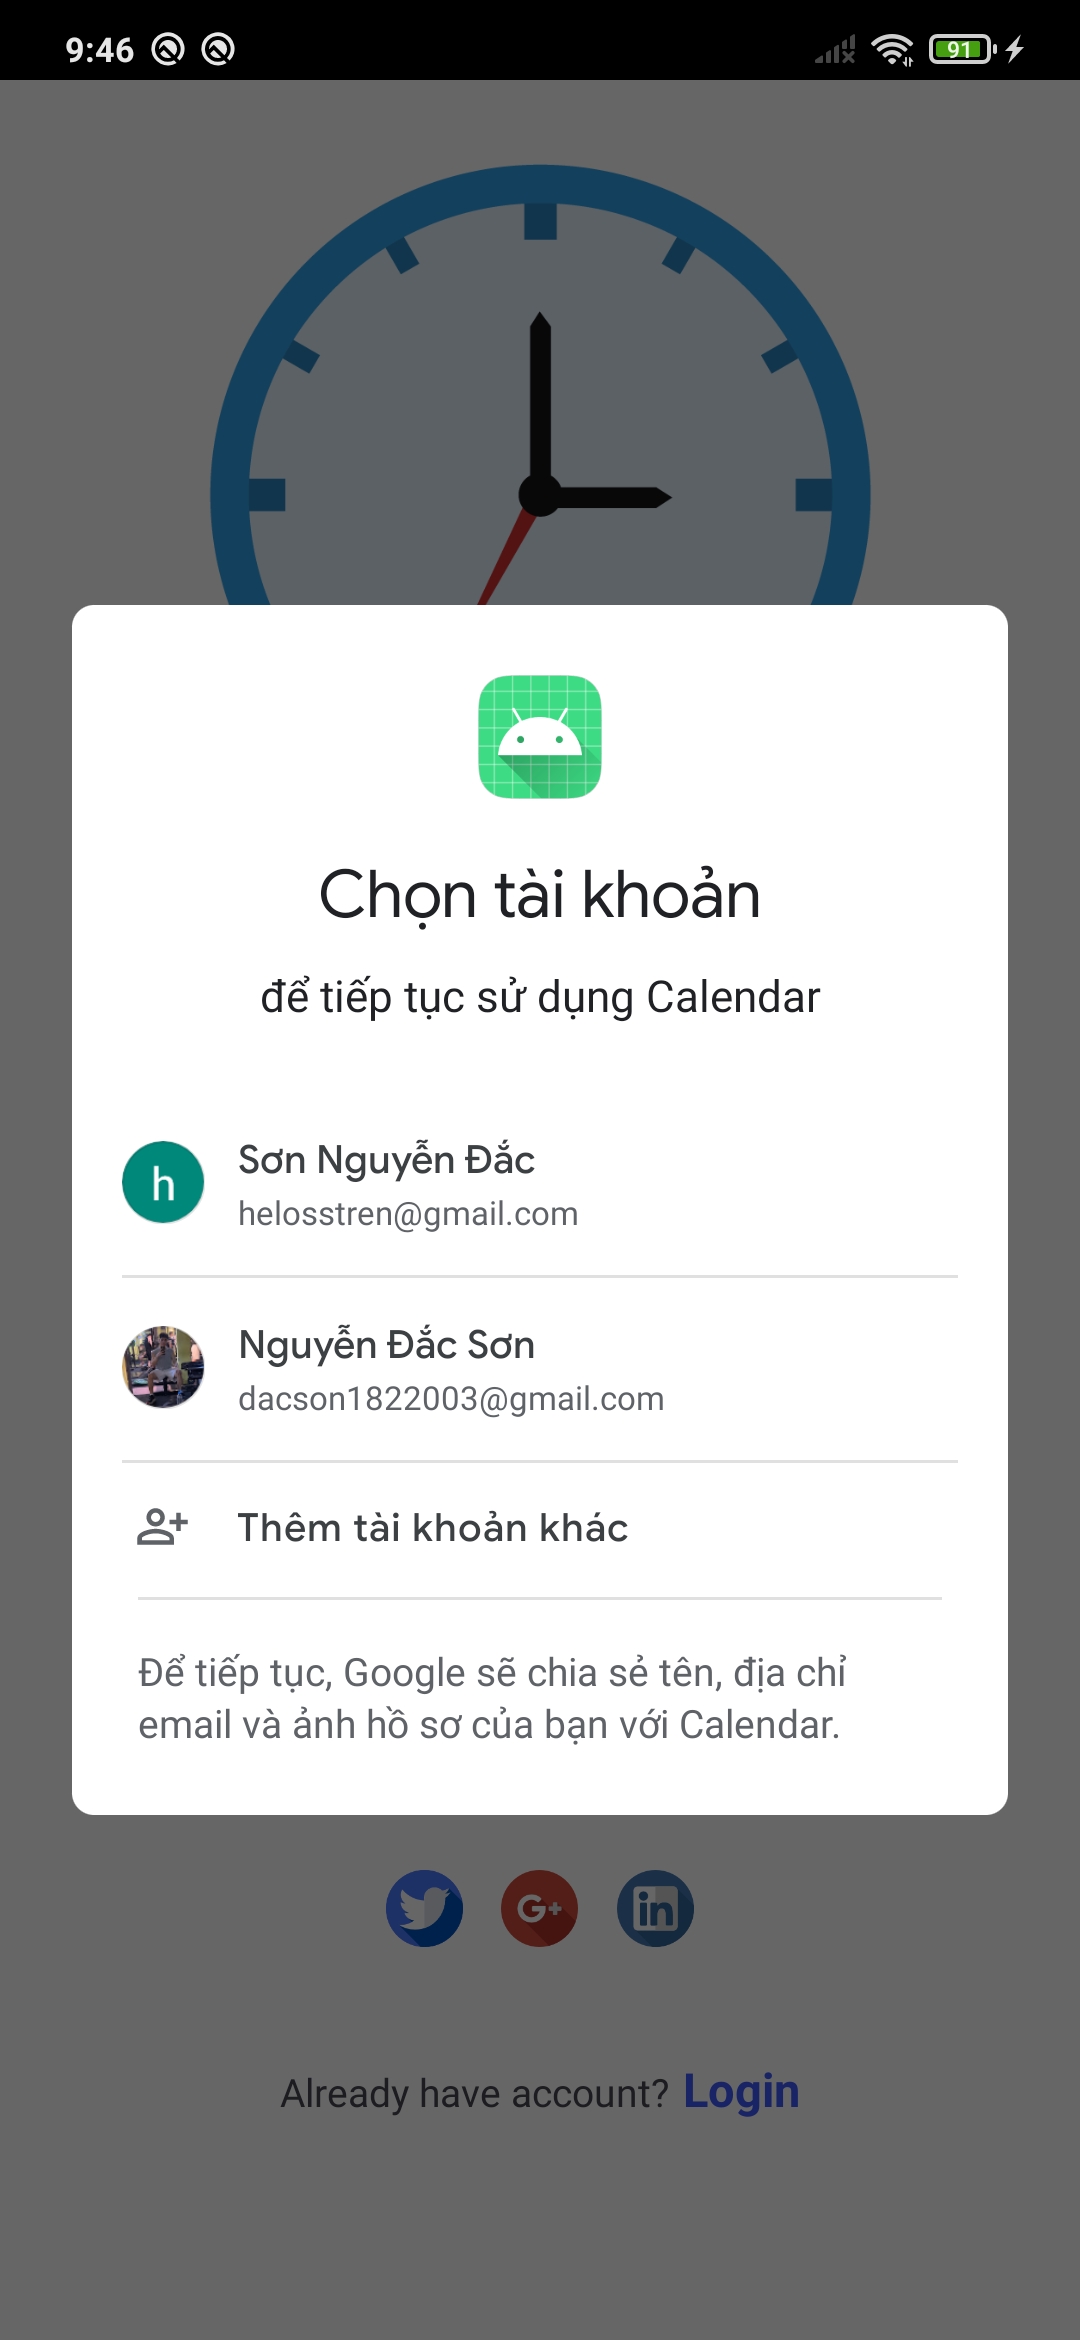 9:46
91
Chọn tài khoản
để tiếp tục sử dụng Calendar
h
Sơn Nguyễn Đắc
helosstren@gmail.com
Nguyễn Đắc Sơn
dacson1822003@gmail.com
Thêm tài khoản khác
Để tiếp tục, Google sẽ chia sẻ tên, địa chỉ
email và ảnh hồ sơ của bạn với Calendar.
G+
in
Already have account? Login